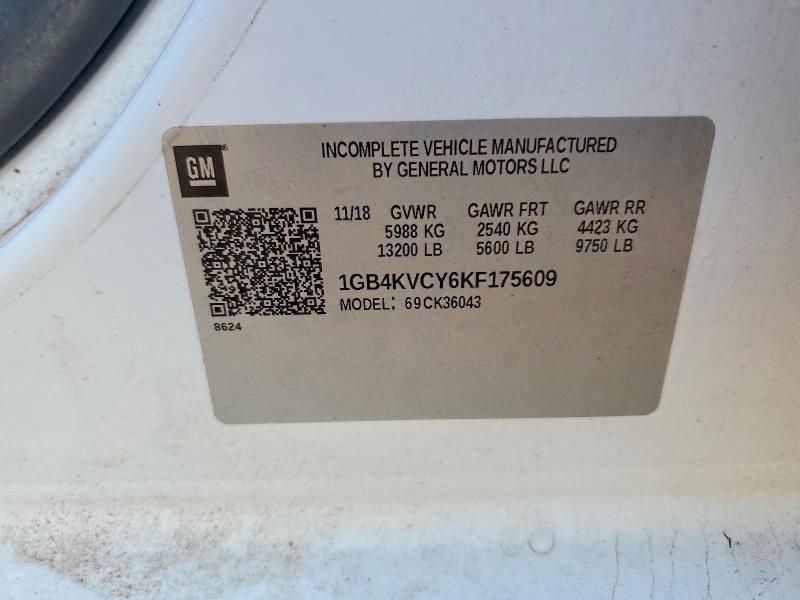 GM
INCOMPLETE VEHICLE MANUFACTURED
BY GENERAL MOTORS LLC
11/18 GVWR GAWR FRT GAWR RR
5988 KG 2540 KG 4423 KG
13200 LB 5600 LB 9750 LB
1GB4KVCY6KF175609
MODEL: 69CK36043
8624